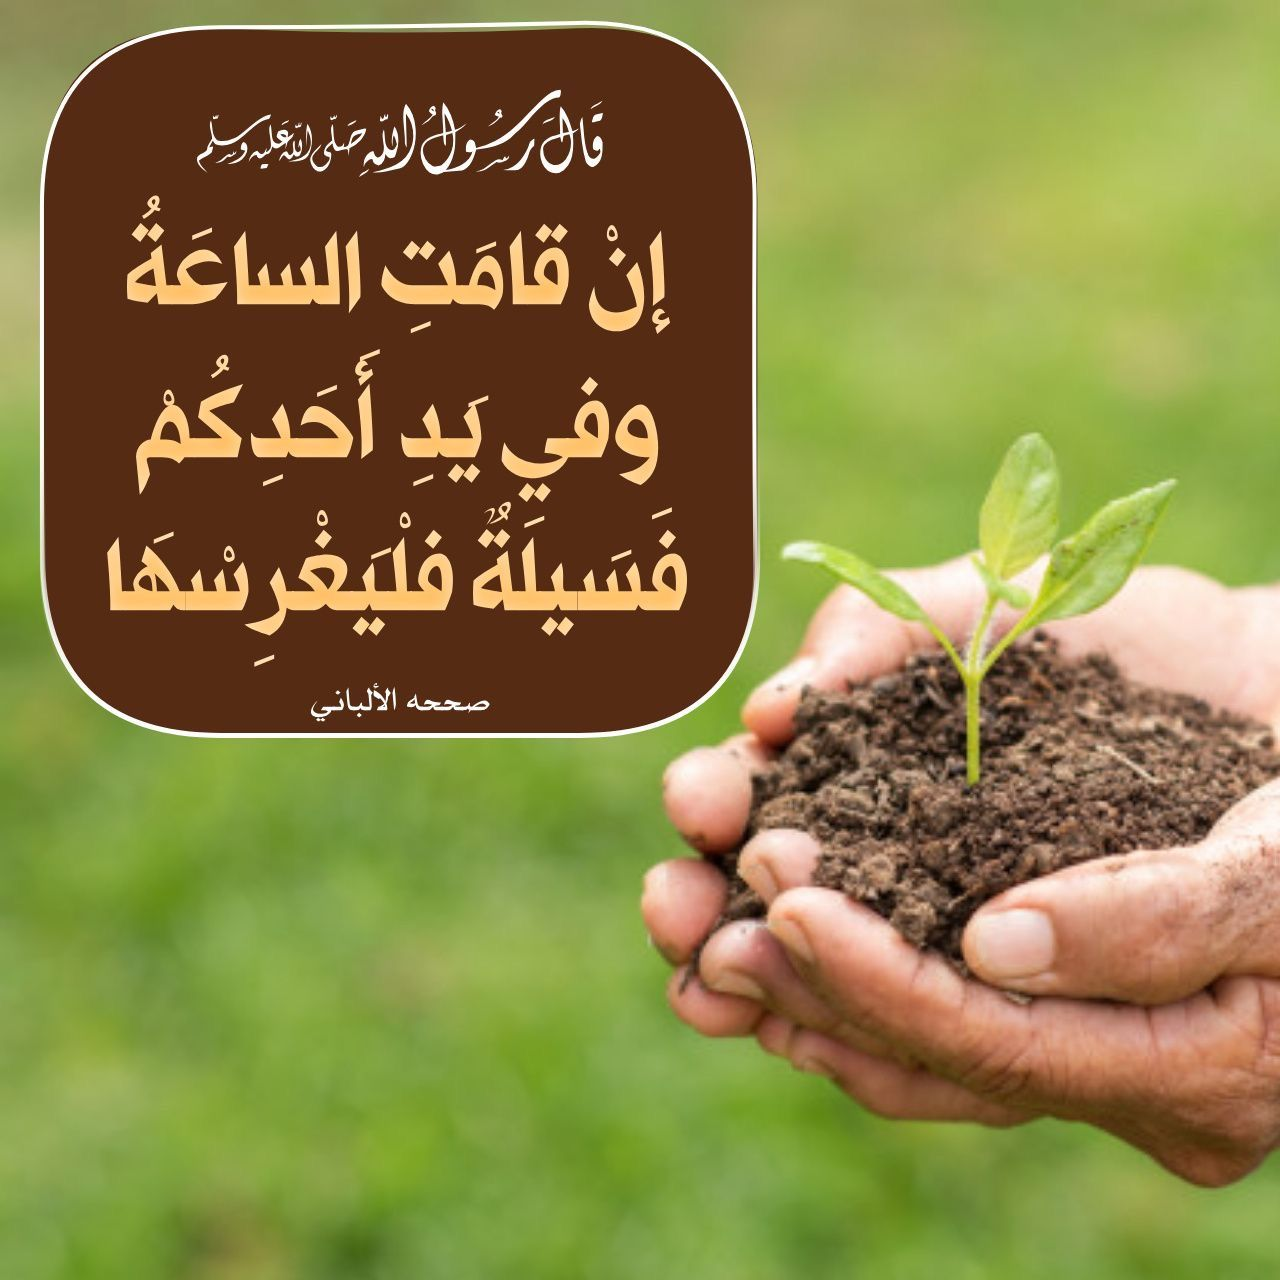 قَالَ رَسُولُ اللَّهِ صَلَّى اللَّهُ عَلَيْهِ وَسَلَّم
إنْ قامَتِ الساعَةُ
وفي يَدِ أَحَدِكُمْ
فَسَيلَةٌ فلْيَغْرِسْهَا
صححه الألباني